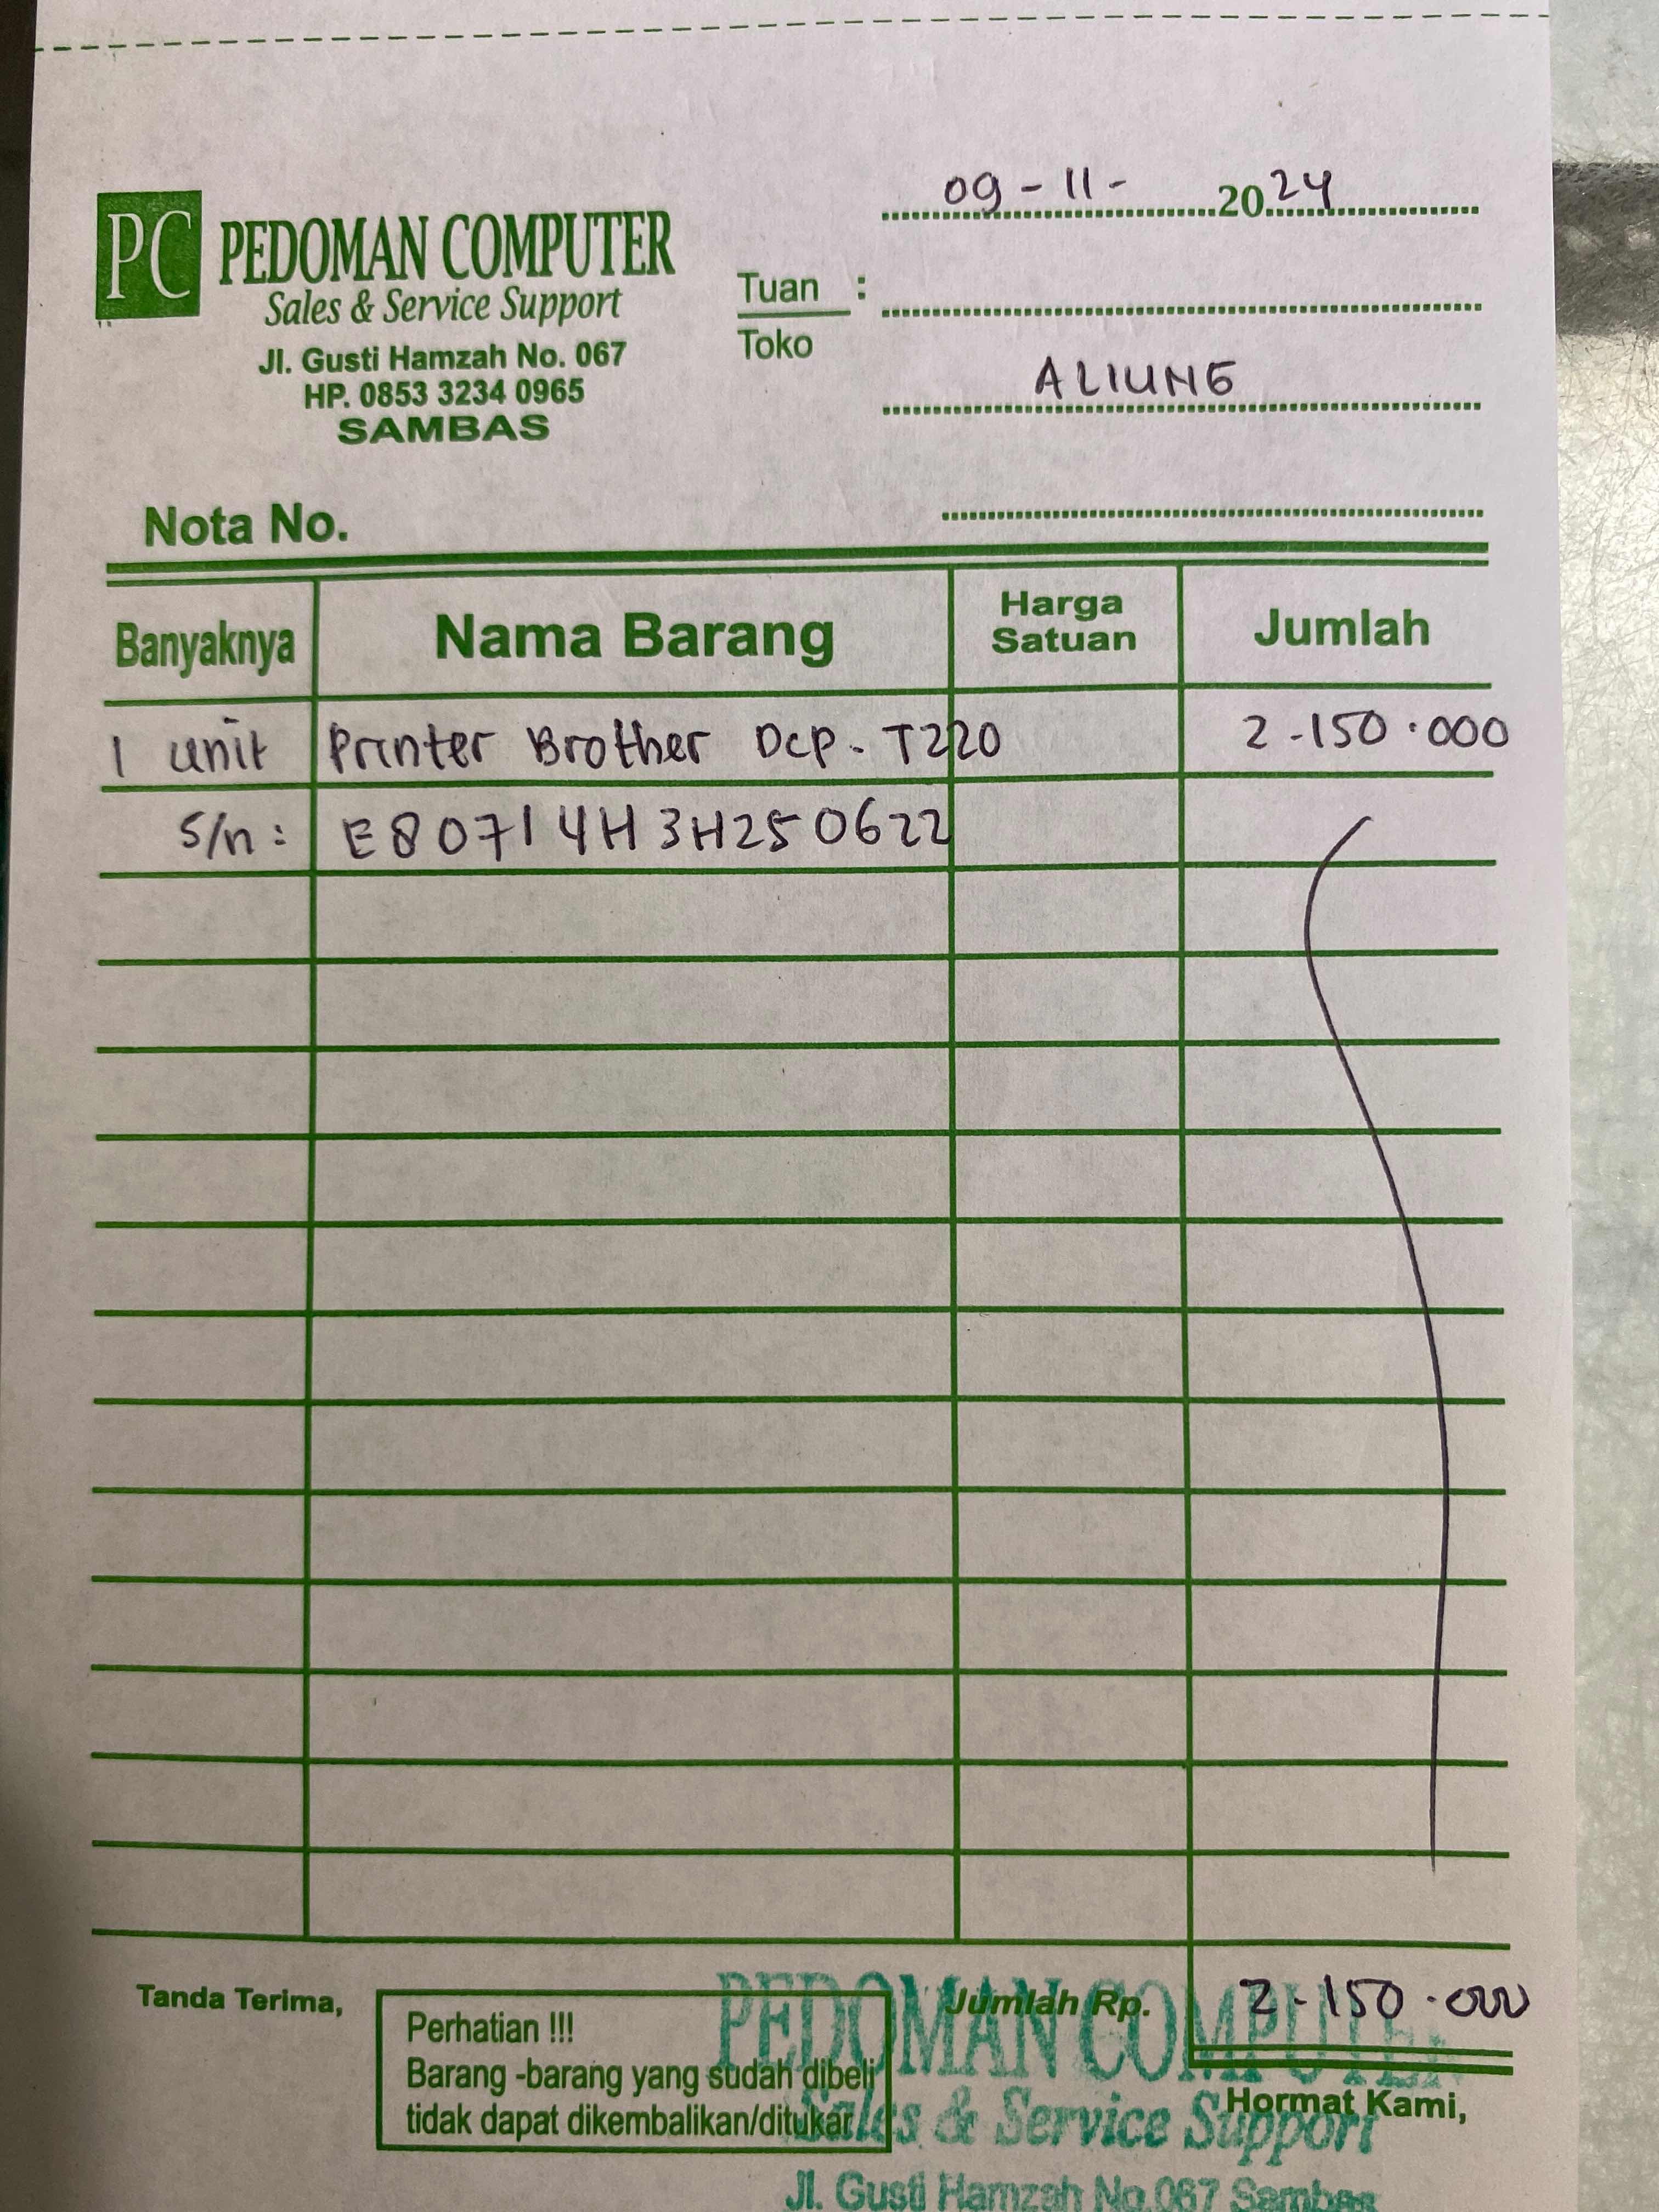 09 - 11 - 2024
PC PEDOMAN COMPUTER
Sales & Service Support
Jl. Gusti Hamzah No. 067
HP. 0853 3234 0965
SAMBAS
Tuan :
Toko
ALIUNG
Nota No.
Banyaknya Nama Barang Harga Satuan Jumlah
1 unit Printer Brother Dcp - T220 2-150.000
S/n : E80714H3H250622
Tanda Terima,
Perhatian !!!
Barang -barang yang sudah dibeli
tidak dapat dikembalikan/ditukar
Jumlah Rp. 2-150.000
Hormat Kami,
PEDOMAN COMPUTER
Sales & Service Support
Jl. Gusti Hamzah No.067 Sambas